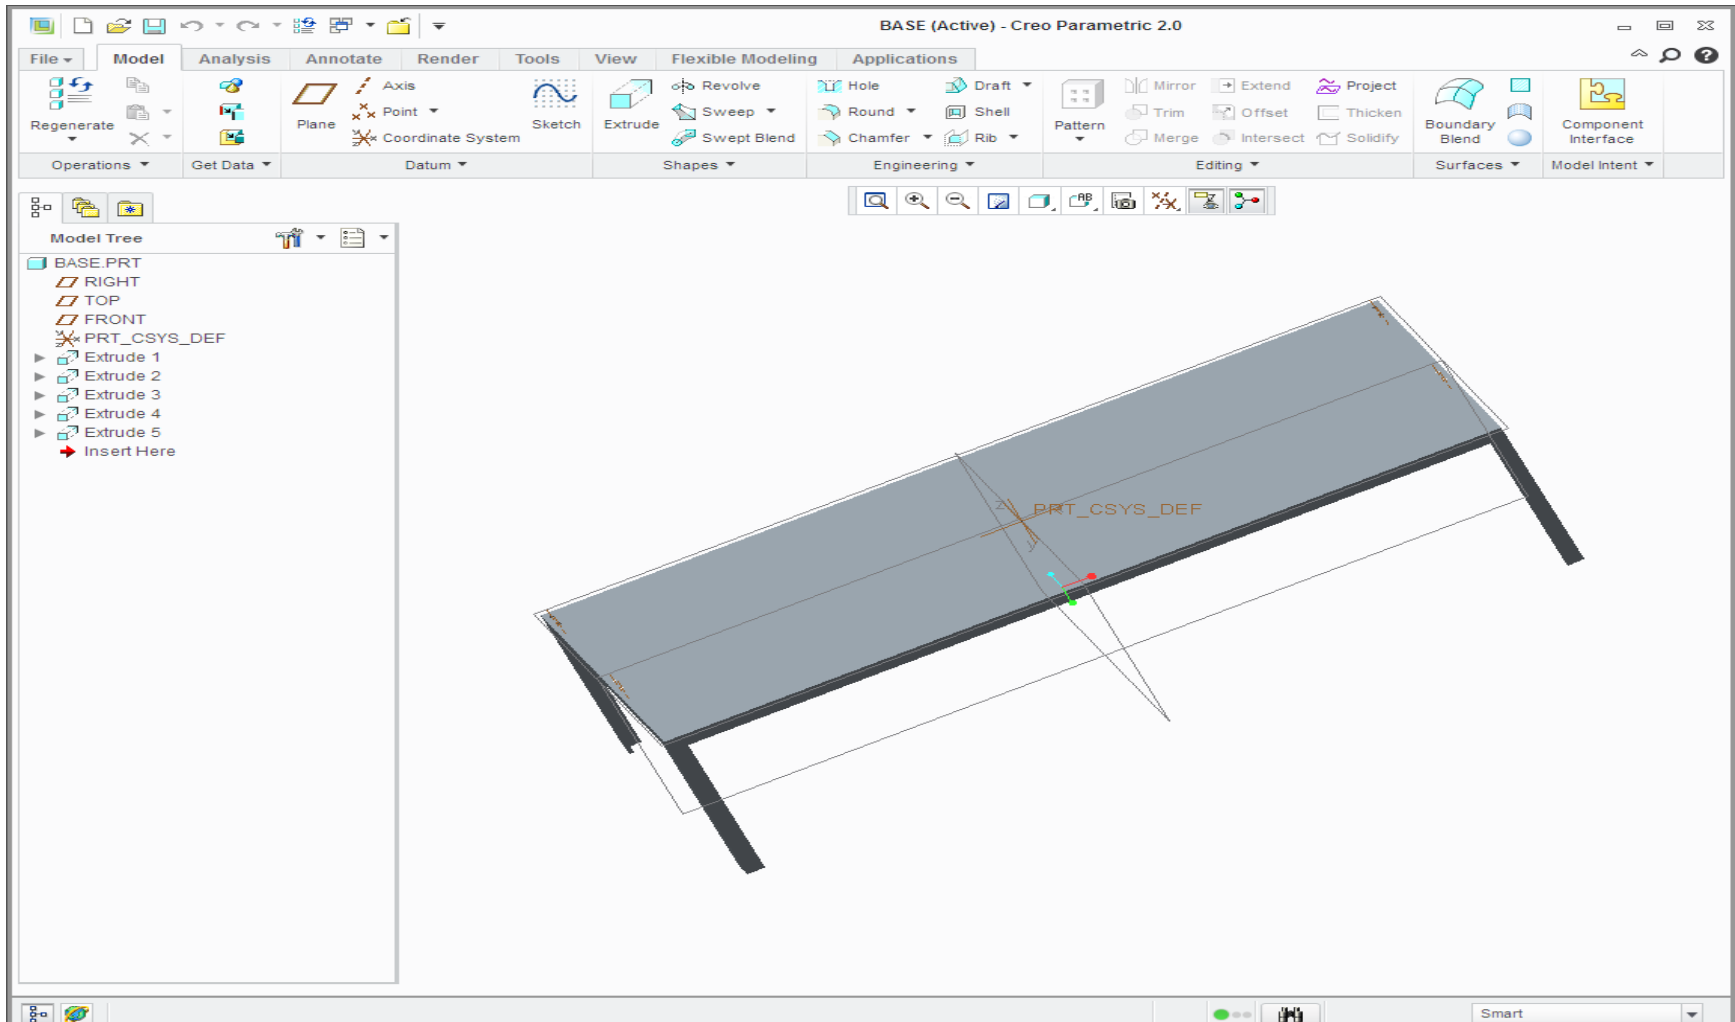 BASE (Active) - Creo Parametric 2.0
File Model Analysis Annotate Render Tools View Flexible Modeling Applications
Regenerate
Operations
Get Data
Plane
Axis
Point
Coordinate System
Sketch
Datum
Extrude
Revolve
Sweep
Swept Blend
Shapes
Hole
Round
Chamfer
Draft
Shell
Rib
Engineering
Pattern
Mirror
Trim
Merge
Extend
Offset
Intersect
Project
Thicken
Solidify
Editing
Boundary
Blend
Surfaces
Component
Interface
Model Intent
Model Tree
BASE.PRT
RIGHT
TOP
FRONT
PRT_CSYS_DEF
Extrude 1
Extrude 2
Extrude 3
Extrude 4
Extrude 5
Insert Here
Z PRT_CSYS_DEF
y
Smart